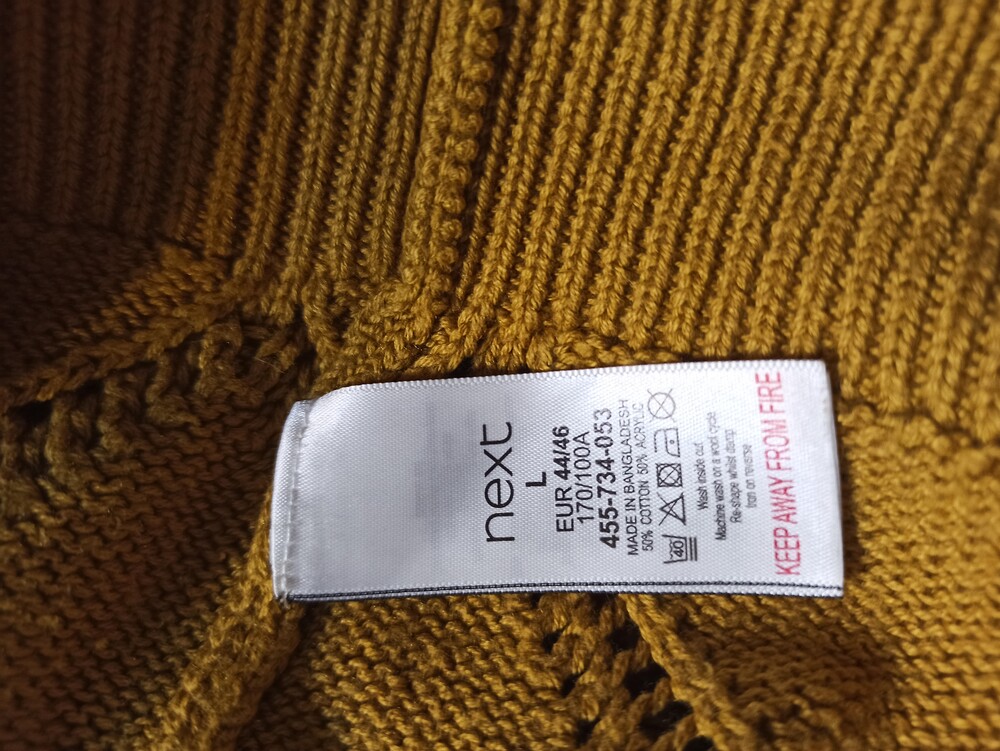 next
L
EUR 44/46
170/100A
455-734-053
MADE IN BANGLADESH
50% COTTON 50% ACRYLIC
40
Wash inside out
Machine wash on a wool cycle
Re-shape whilst damp
Iron on reverse
KEEP AWAY FROM FIRE